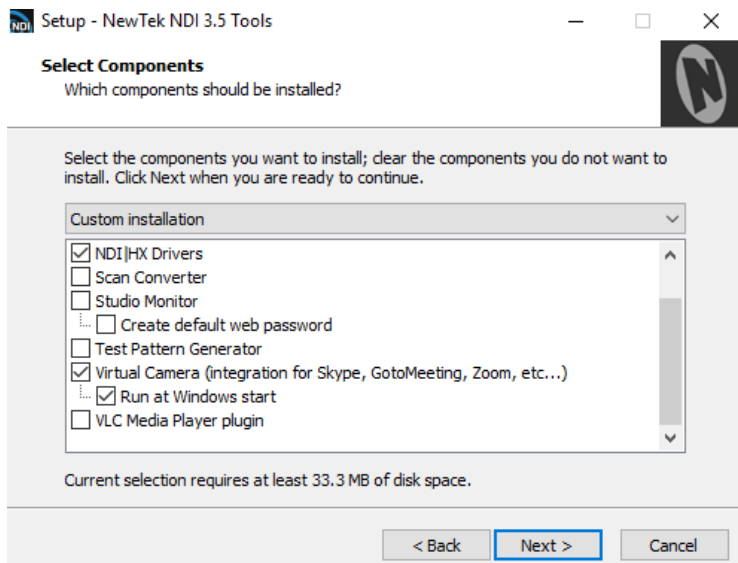 NDI
Setup - NewTek NDI 3.5 Tools
Select Components
Which components should be installed?
N
Select the components you want to install; clear the components you do not want to
install. Click Next when you are ready to continue.
Custom installation
NDI|HX Drivers
Scan Converter
Studio Monitor
Create default web password
Test Pattern Generator
Virtual Camera (integration for Skype, GotoMeeting, Zoom, etc...)
Run at Windows start
VLC Media Player plugin
Current selection requires at least 33.3 MB of disk space.
< Back Next > Cancel